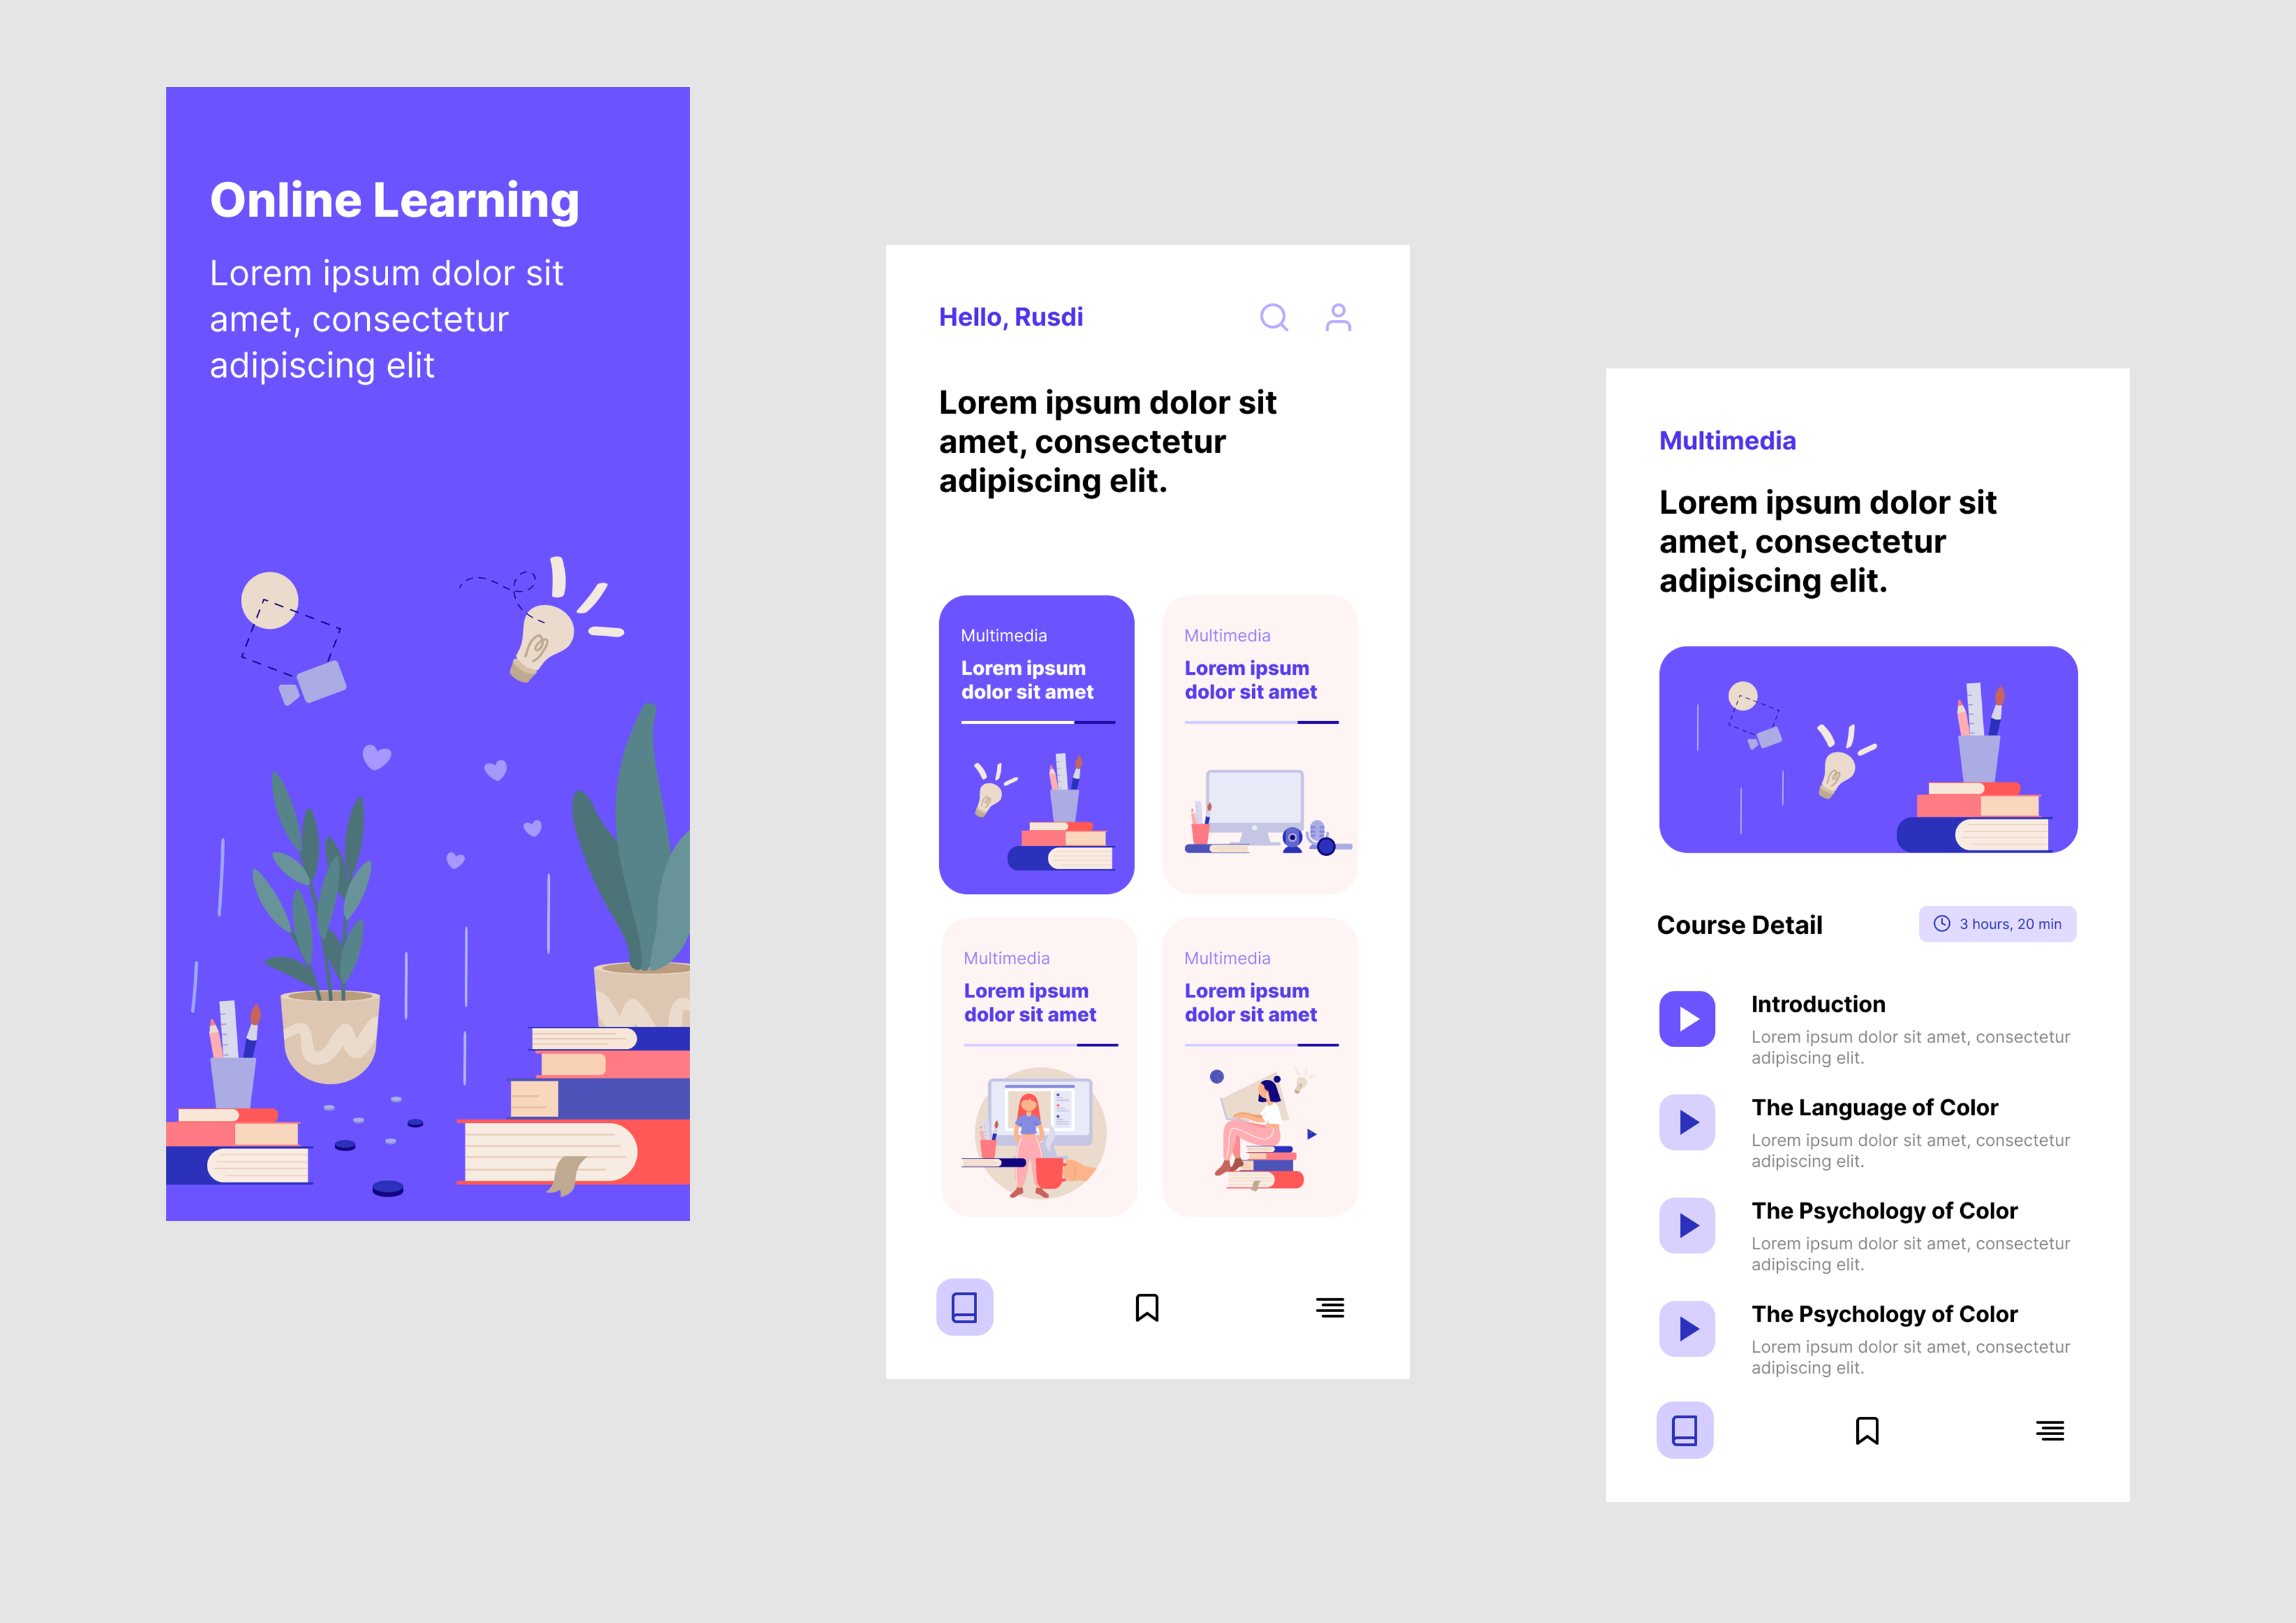 Online Learning
Lorem ipsum dolor sit
amet, consectetur
adipiscing elit
Hello, Rusdi
Lorem ipsum dolor sit
amet, consectetur
adipiscing elit.
Multimedia
Lorem ipsum
dolor sit amet
Multimedia
Lorem ipsum
dolor sit amet
Multimedia
Lorem ipsum
dolor sit amet
Multimedia
Lorem ipsum
dolor sit amet
Multimedia
Lorem ipsum dolor sit
amet, consectetur
adipiscing elit.
Course Detail
3 hours, 20 min
Introduction
Lorem ipsum dolor sit amet, consectetur
adipiscing elit.
The Language of Color
Lorem ipsum dolor sit amet, consectetur
adipiscing elit.
The Psychology of Color
Lorem ipsum dolor sit amet, consectetur
adipiscing elit.
The Psychology of Color
Lorem ipsum dolor sit amet, consectetur
adipiscing elit.